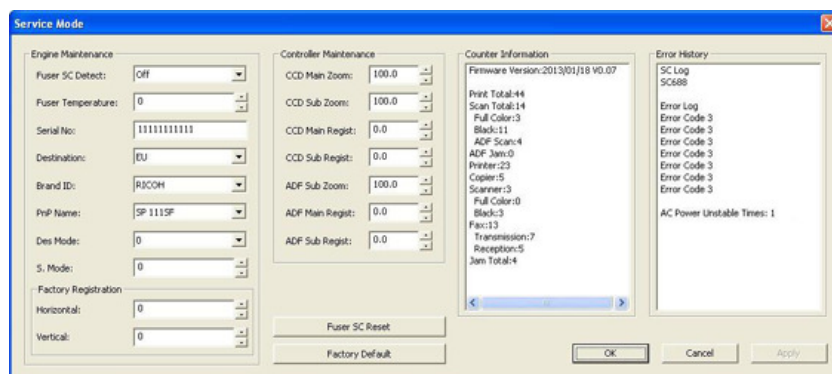 Service Mode
Engine Maintenance
Fuser SC Detect: Off
Fuser Temperature: 0
Serial No: 11111111111
Destination: EU
Brand ID: RICOH
PnP Name: SP 111SF
Des Mode: 0
S. Mode: 0
Factory Registration
Horizontal: 0
Vertical: 0
Controller Maintenance
CCD Main Zoom: 100.0
CCD Sub Zoom: 100.0
CCD Main Regist: 0.0
CCD Sub Regist: 0.0
ADF Sub Zoom: 100.0
ADF Main Regist: 0.0
ADF Sub Regist: 0.0
Fuser SC Reset
Factory Default
Counter Information
Firmware Version:2013/01/18 V0.07
Print Total:44
Scan Total:14
Full Color:3
Black:11
ADF Scan:4
ADF Jam:0
Printer:23
Copier:5
Scanner:3
Full Color:0
Black:3
Fax:13
Transmission:7
Reception:5
Jam Total:4
Error History
SC Log
SC688
Error Log
Error Code 3
Error Code 3
Error Code 3
Error Code 3
Error Code 3
Error Code 3
Error Code 3
AC Power Unstable Times: 1
OK
Cancel
Apply